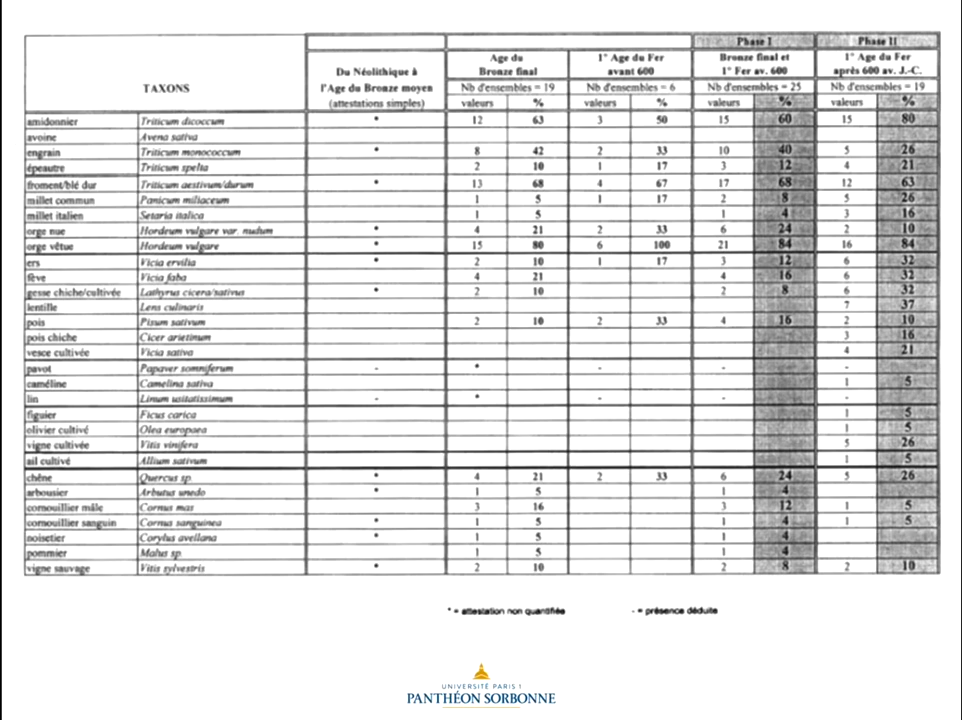 Phase I Phase II
Age du 1° Age du Fer Bronze final et 1° Age du Fer
Du Néolithique à Bronze final avant 600 1° Fer av. 600 après 600 av. J.-C.
TAXONS l'Age du Bronze moyen Nb d'ensembles = 19 Nb d'ensembles = 6 Nb d'ensembles = 25 Nb d'ensembles = 19
(attestations simples) valeurs % valeurs % valeurs % valeurs %
amidonnier Triticum dicoccum * 12 63 3 50 15 60 15 80
avoine Avena sativa
engrain Triticum monococcum * 8 42 2 33 10 40 5 26
épeautre Triticum spelta 2 10 1 17 3 12 4 21
froment/blé dur Triticum aestivum/durum * 13 68 4 67 17 68 12 63
millet commun Panicum miliaceum 1 5 1 17 2 8 5 26
millet italien Setaria italica 1 5 1 4 3 16
orge nue Hordeum vulgare var. nudum * 4 21 2 33 6 24 2 10
orge vêtue Hordeum vulgare * 15 80 6 100 21 84 16 84
ers Vicia ervilia * 2 10 1 17 3 12 6 32
fève Vicia faba 4 21 4 16 6 32
gesse chiche/cultivée Lathyrus cicera/sativus * 2 10 2 8 6 32
lentille Lens culinaris 7 37
pois Pisum sativum 2 10 2 33 4 16 2 10
pois chiche Cicer arietinum 3 16
vesce cultivée Vicia sativa 4 21
pavot Papaver somniferum - * - - -
caméline Camelina sativa 1 5
lin Linum usitatissimum - * - - -
figuier Ficus carica 1 5
olivier cultivé Olea europaea 1 5
vigne cultivée Vitis vinifera 5 26
ail cultivé Allium sativum 1 5
chêne Quercus sp. * 4 21 2 33 6 24 5 26
arbousier Arbutus unedo * 1 5 1 4
cornouillier mâle Cornus mas 3 16 3 12 1 5
cornouillier sanguin Cornus sanguinea * 1 5 1 4 1 5
noisetier Corylus avellana * 1 5 1 4
pommier Malus sp. 1 5 1 4
vigne sauvage Vitis sylvestris * 2 10 2 8 2 10
* = attestation non quantifiée - = présence déduite
UNIVERSITÉ PARIS 1
PANTHÉON SORBONNE